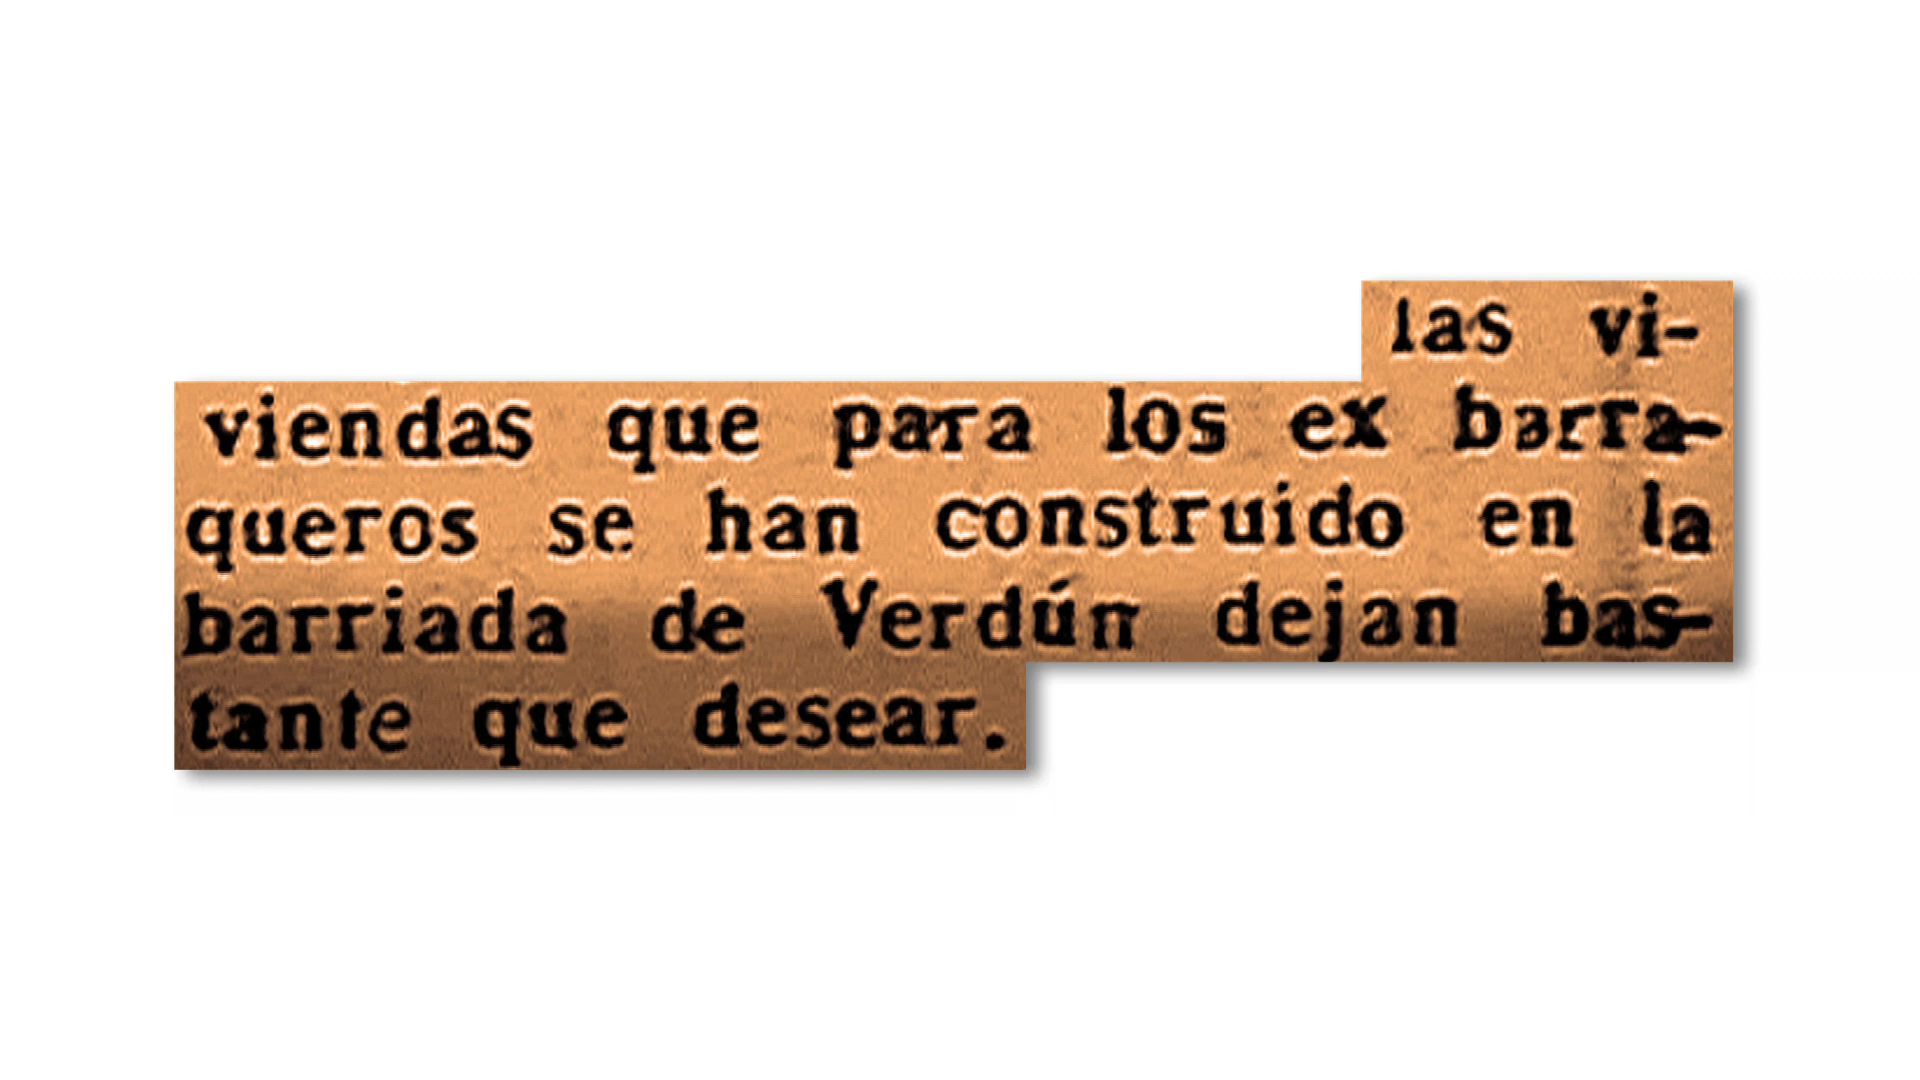 las vi-
viendas que para los ex barra-
queros se han construido en la
barriada de Verdún dejan bas-
tante que desear.